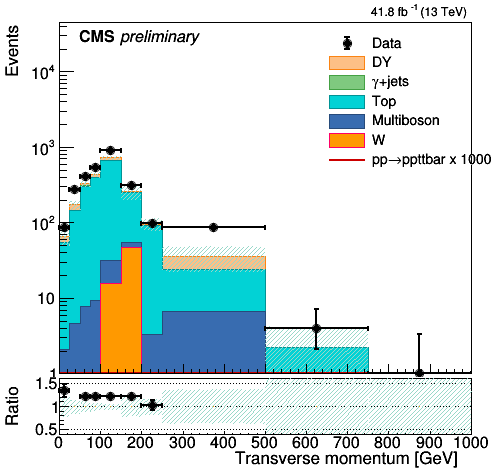 41.8 fb⁻¹ (13 TeV)
CMS preliminary
Events
10⁴
10³
10²
10
1
Data
DY
γ+jets
Top
Multiboson
W
pp→ppttbar x 1000
Ratio
1.5
1
0.5
0 100 200 300 400 500 600 700 800 900 1000
Transverse momentum [GeV]